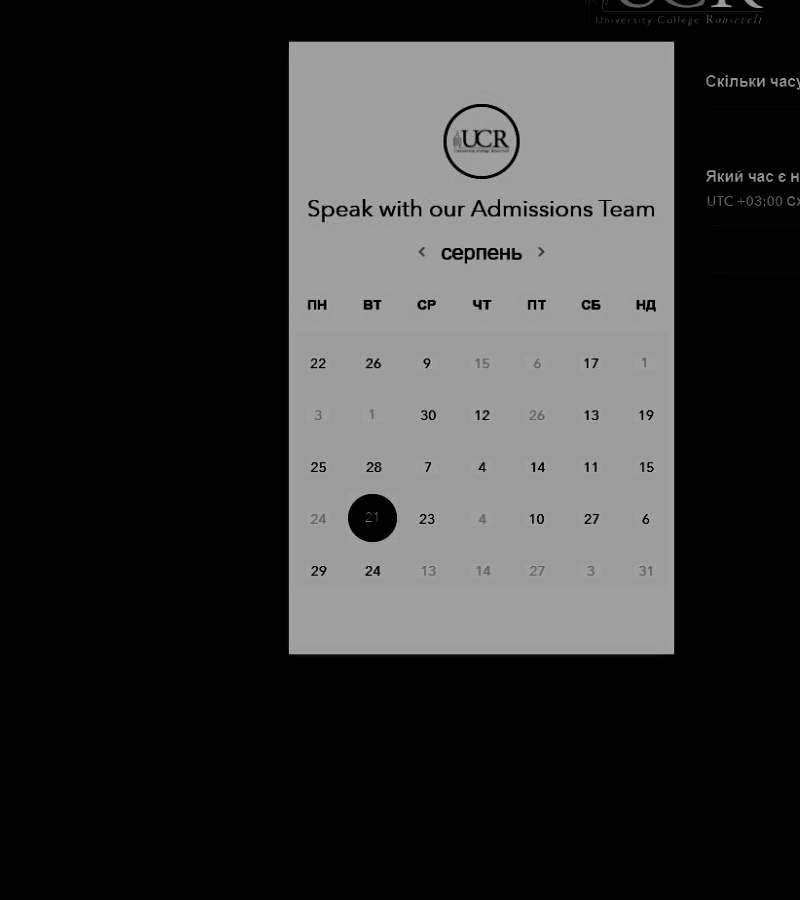 UCR
University College Roosevelt
Скільки часу
UCR
Speak with our Admissions Team
Який час є н
UTC +03:00 Сх
< серпень >
ПН ВТ СР ЧТ ПТ СБ НД
22 26 9 15 6 17 1
3 1 30 12 26 13 19
25 28 7 4 14 11 15
24 21 23 4 10 27 6
29 24 13 14 27 3 31